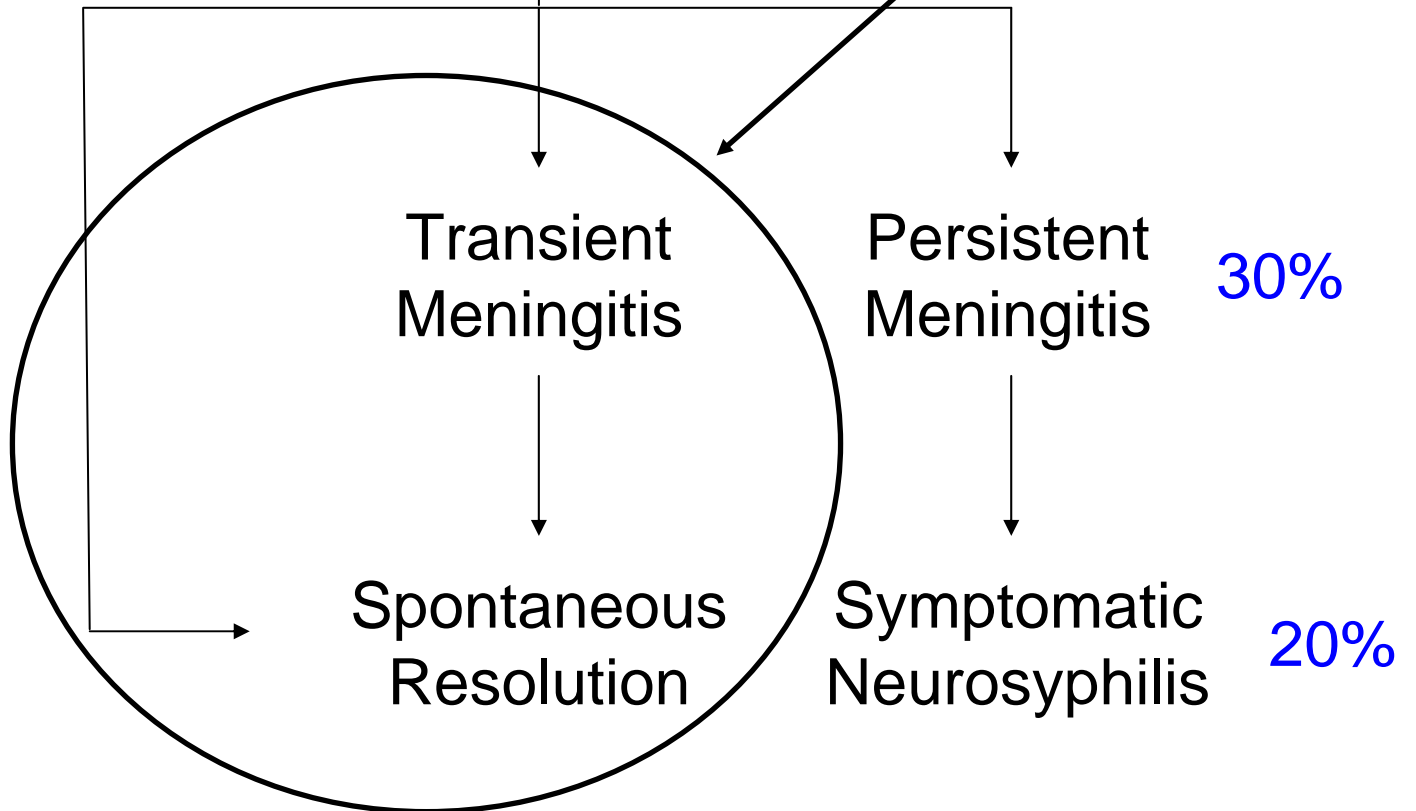 Transient
Meningitis
Persistent
Meningitis
30%
Spontaneous
Resolution
Symptomatic
Neurosyphilis
20%